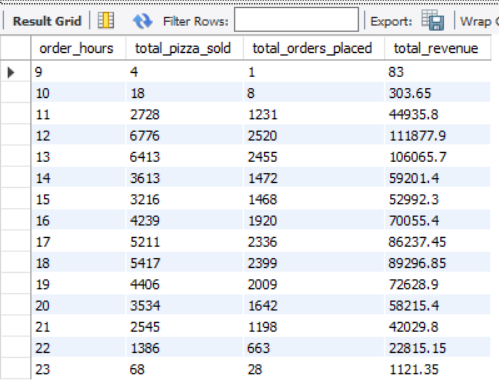 Result Grid Filter Rows: Export: Wrap C
order_hours total_pizza_sold total_orders_placed total_revenue
9 4 1 83
10 18 8 303.65
11 2728 1231 44935.8
12 6776 2520 111877.9
13 6413 2455 106065.7
14 3613 1472 59201.4
15 3216 1468 52992.3
16 4239 1920 70055.4
17 5211 2336 86237.45
18 5417 2399 89296.85
19 4406 2009 72628.9
20 3534 1642 58215.4
21 2545 1198 42029.8
22 1386 663 22815.15
23 68 28 1121.35